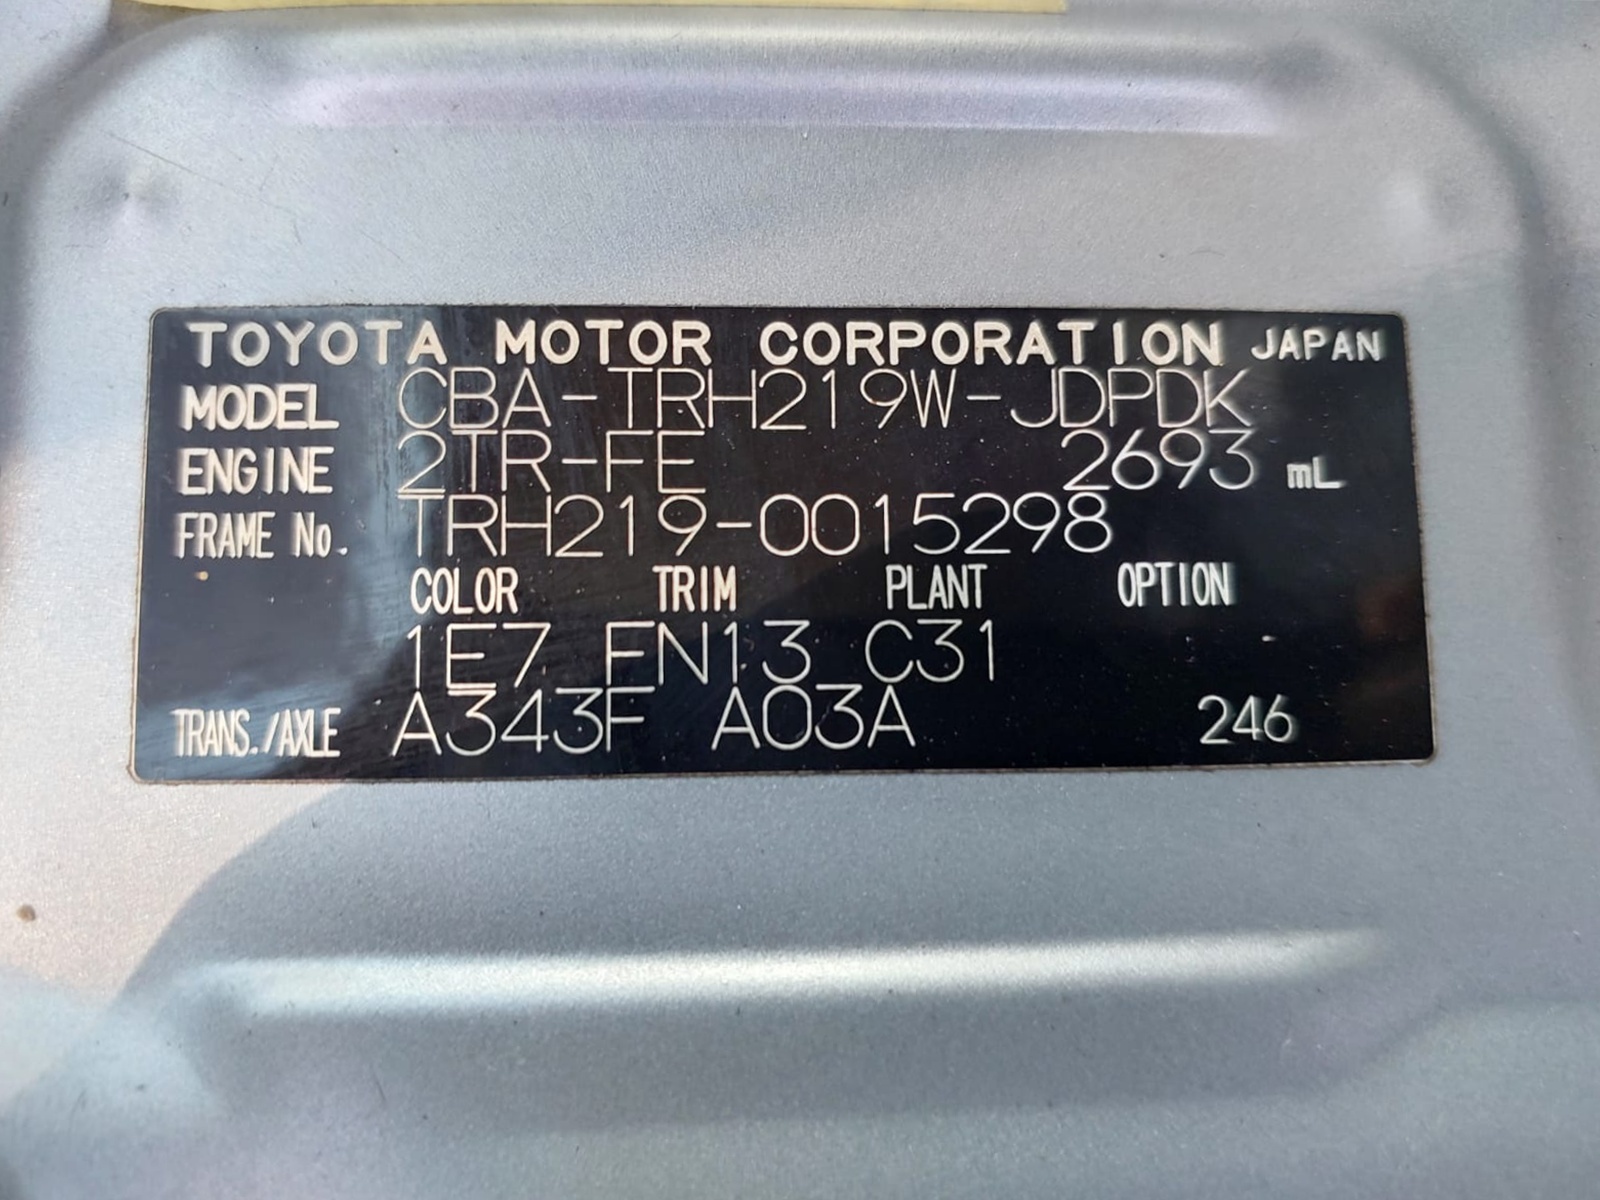 TOYOTA MOTOR CORPORATION JAPAN
MODEL CBA-TRH219W-JDPDK
ENGINE 2TR-FE 2693 mL
FRAME No. TRH219-0015298
COLOR TRIM PLANT OPTION
1E7 FN13 C31
TRANS./AXLE A343F A03A 246